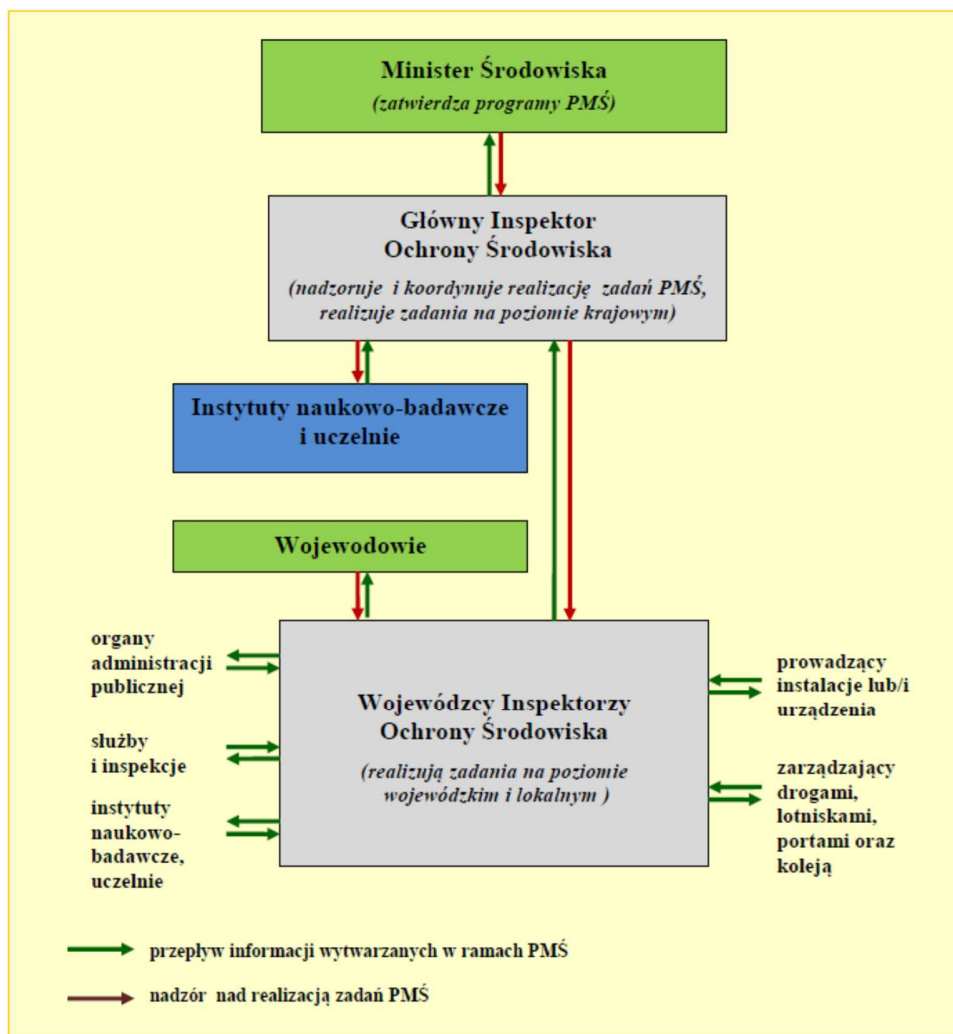 Minister Środowiska
(zatwierdza programy PMŚ)
Główny Inspektor
Ochrony Środowiska
(nadzoruje i koordynuje realizację zadań PMŚ,
realizuje zadania na poziomie krajowym)
Instytuty naukowo-badawcze
i uczelnie
Wojewodowie
organy
administracji
publicznej
służby
i inspekcje
instytuty
naukowo-
badawcze,
uczelnie
Wojewódzcy Inspektorzy
Ochrony Środowiska
(realizują zadania na poziomie
wojewódzkim i lokalnym )
prowadzący
instalacje lub/i
urządzenia
zarządzający
drogami,
lotniskami,
portami oraz
koleją
przepływ informacji wytwarzanych w ramach PMŚ
nadzór nad realizacją zadań PMŚ